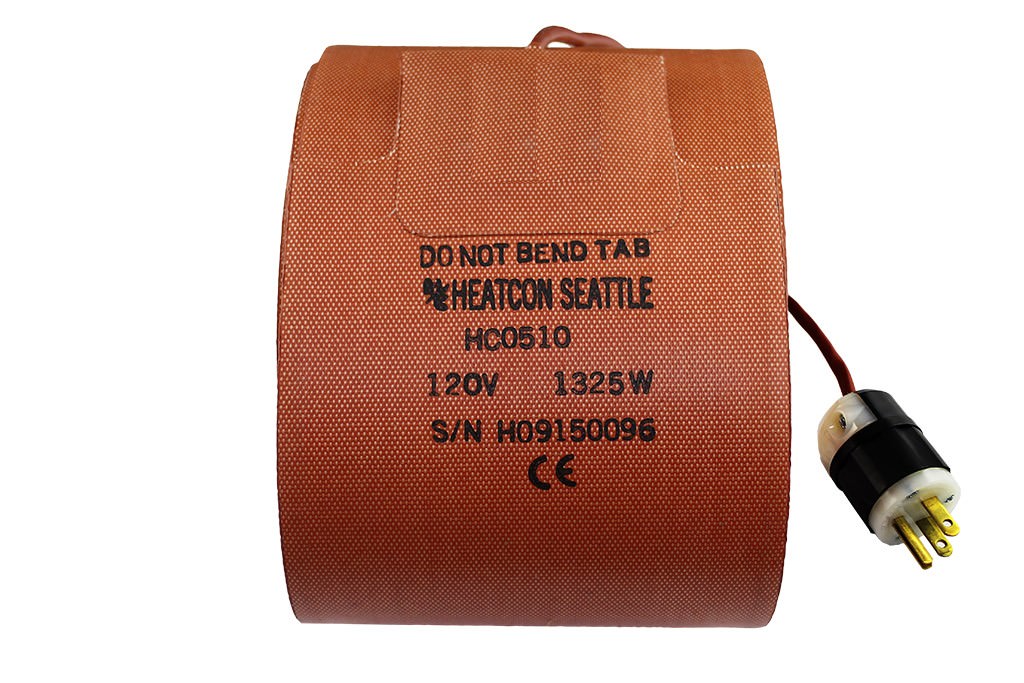 DO NOT BEND TAB
HEATCON SEATTLE
HC0510
120V 1325W
S/N H09150096
CE